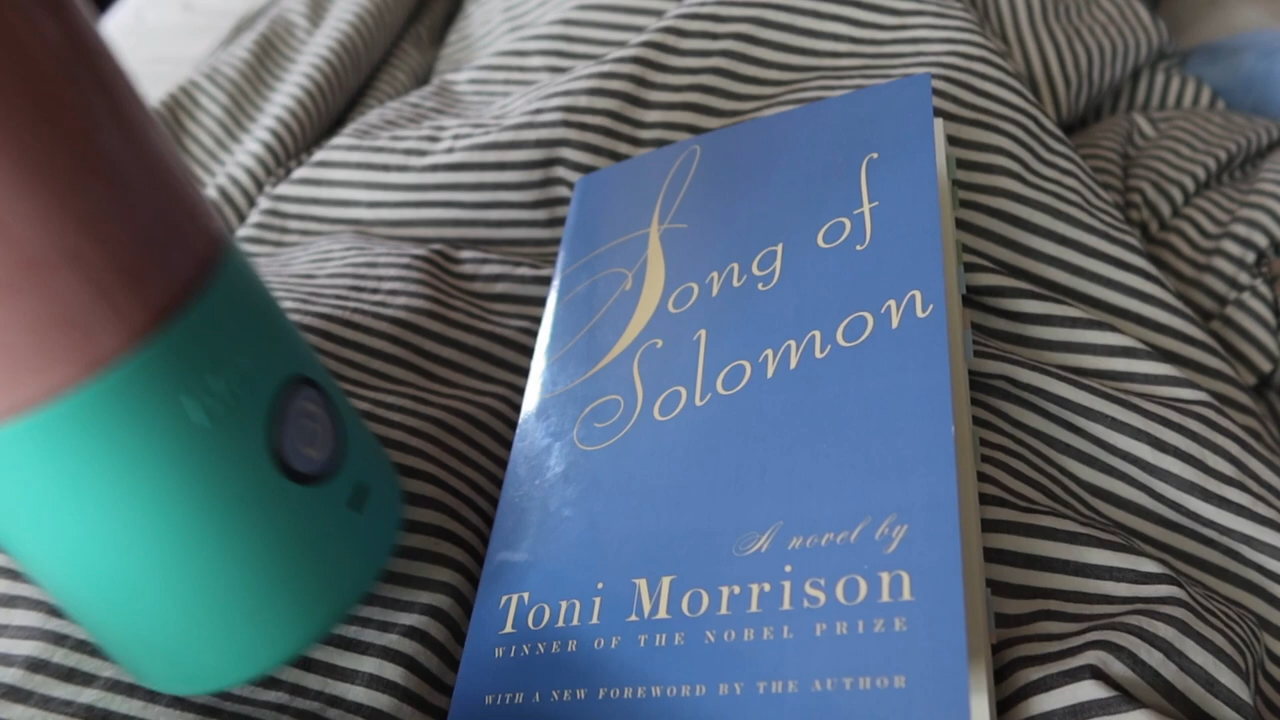 Song of
Solomon
A novel by
Toni Morrison
WINNER OF THE NOBEL PRIZE
WITH A NEW FOREWORD BY THE AUTHOR